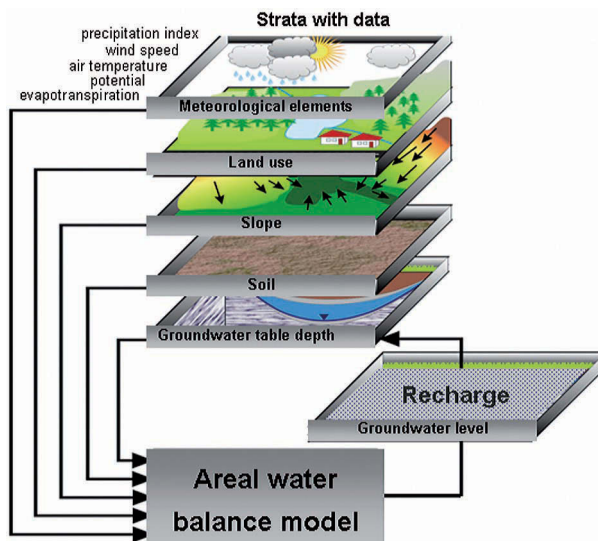 Strata with data
precipitation index
wind speed
air temperature
potential
evapotranspiration
Meteorological elements
Land use
Slope
Soil
Groundwater table depth
Recharge
Groundwater level
Areal water
balance model